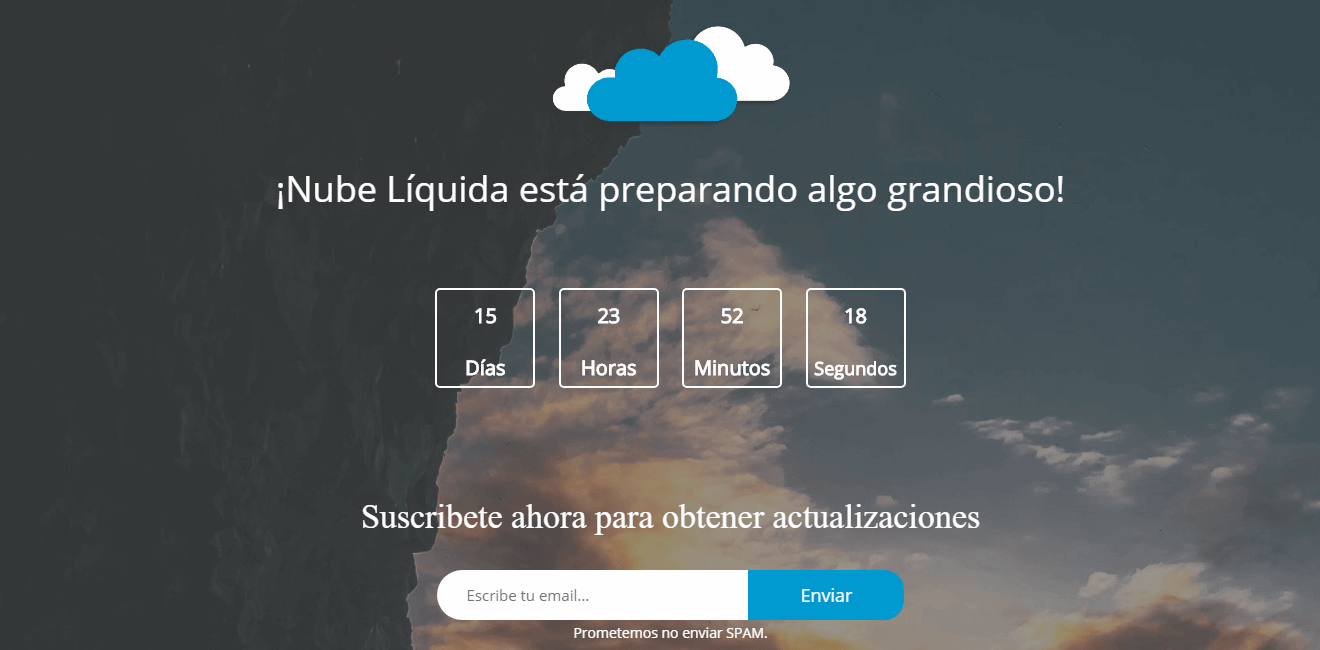 ¡Nube Líquida está preparando algo grandioso!
15 23 52 18
Días Horas Minutos Segundos
Suscribete ahora para obtener actualizaciones
Escribe tu email... Enviar
Prometemos no enviar SPAM.